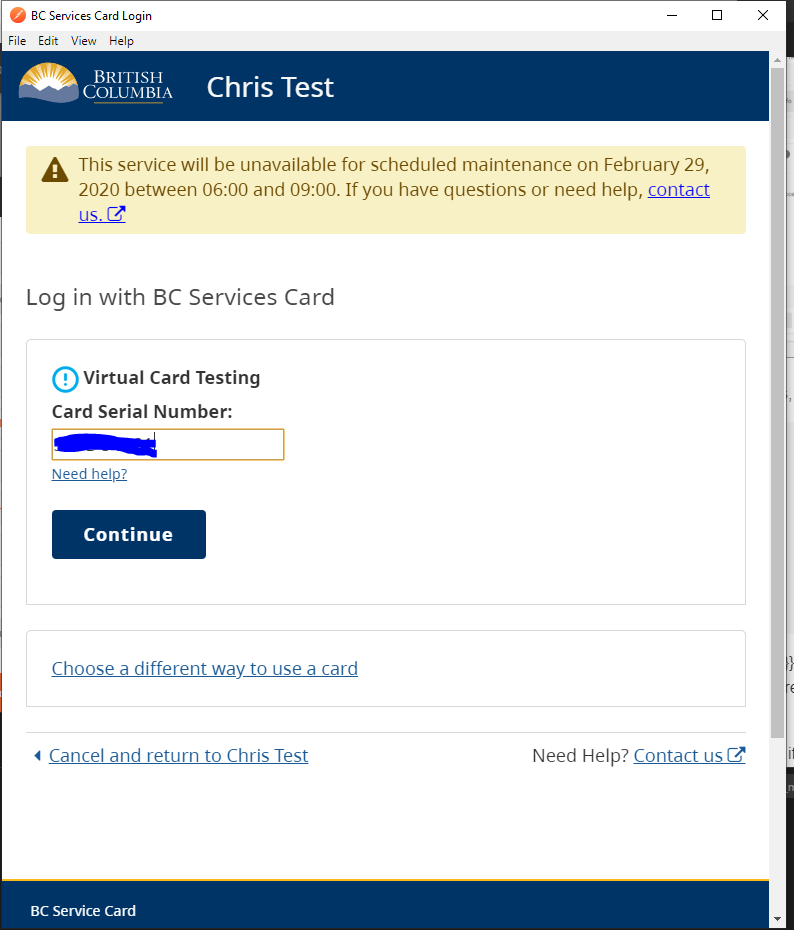 BC Services Card Login
File Edit View Help
BRITISH
COLUMBIA
Chris Test
This service will be unavailable for scheduled maintenance on February 29,
2020 between 06:00 and 09:00. If you have questions or need help, contact
us.
Log in with BC Services Card
Virtual Card Testing
Card Serial Number:
Need help?
Continue
Choose a different way to use a card
Cancel and return to Chris Test
Need Help? Contact us
BC Service Card